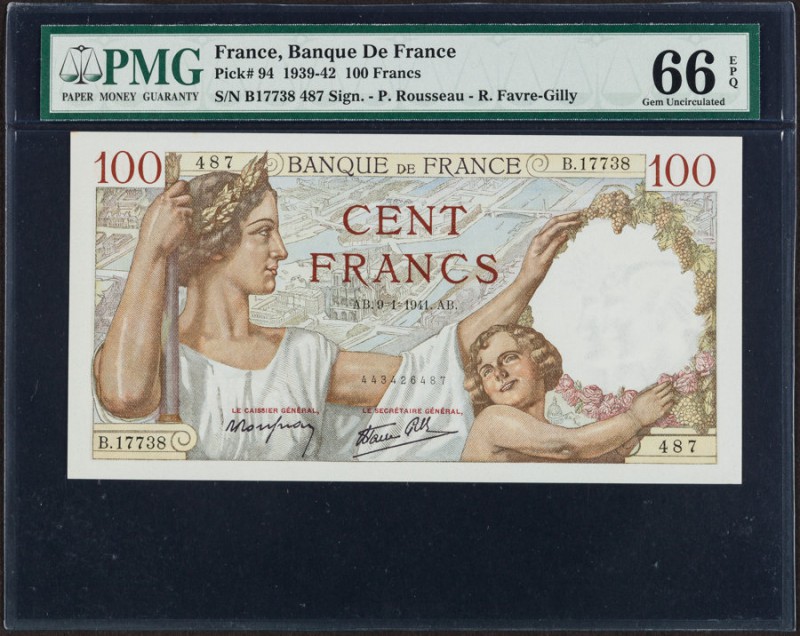 PMG
PAPER MONEY GUARANTY
France, Banque De France
Pick# 94 1939-42 100 Francs
S/N B17738 487 Sign. - P. Rousseau - R. Favre-Gilly
66 EPQ
Gem Uncirculated
100 487 BANQUE DE FRANCE B.17738 100
CENT
FRANCS
AB. 9-1-1941. AB.
443426487
LE CAISSIER GÉNÉRAL, LE SECRÉTAIRE GÉNÉRAL,
B.17738 487